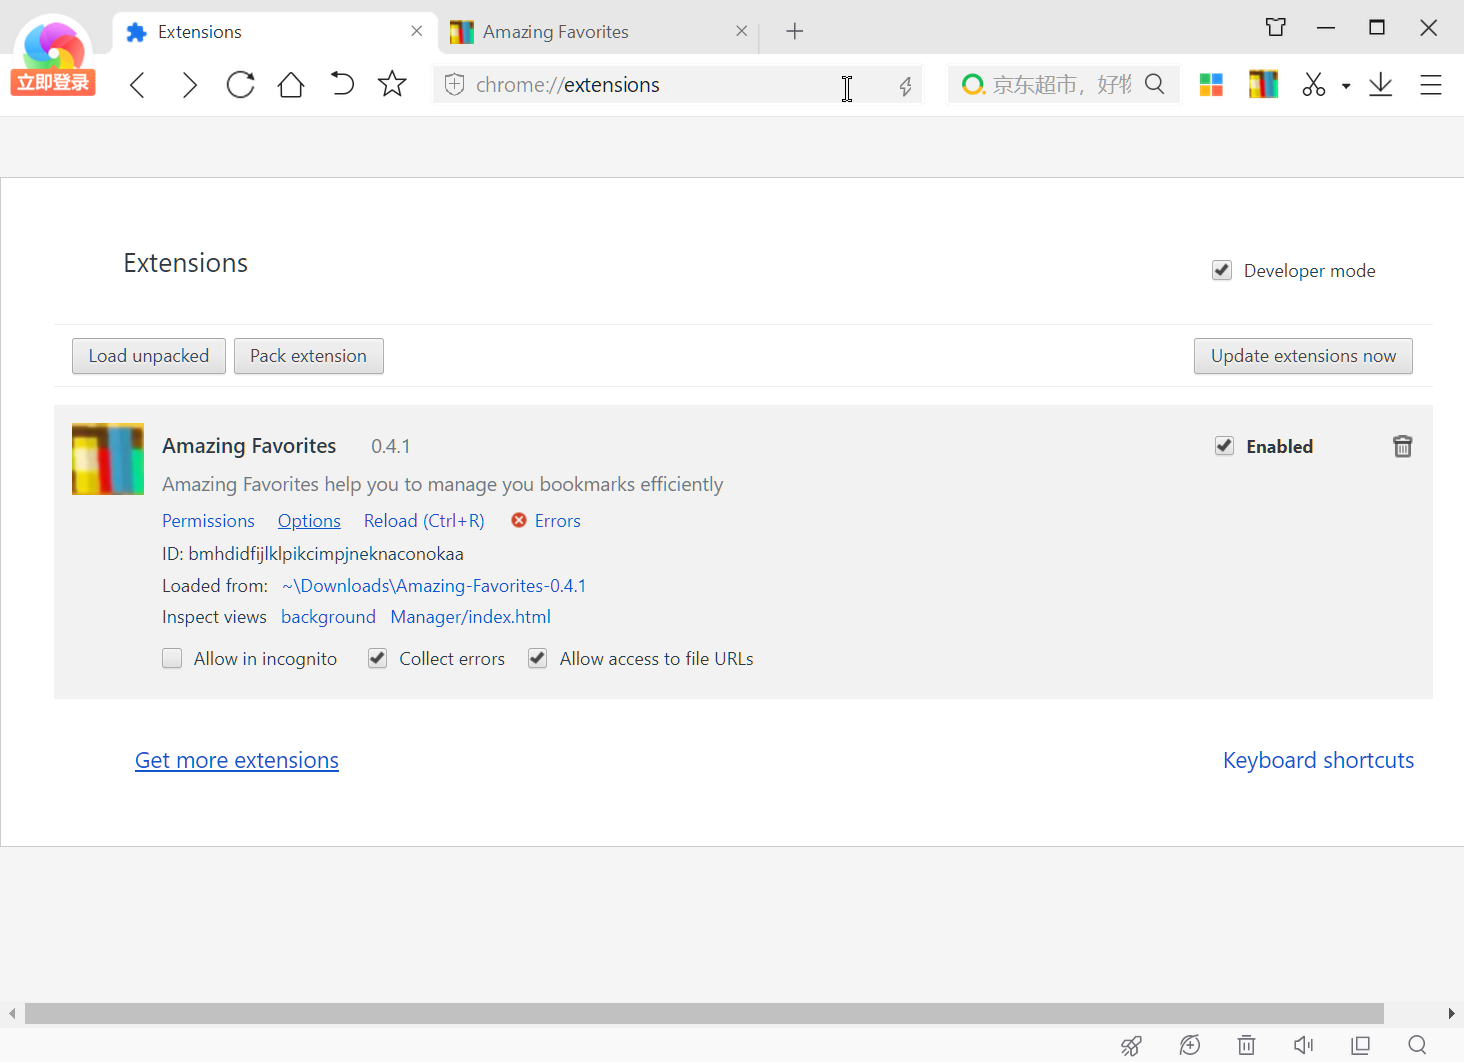 Extensions
Amazing Favorites
立即登录
chrome://extensions
京东超市，好物
Extensions
Developer mode
Load unpacked
Pack extension
Update extensions now
Amazing Favorites 0.4.1
Enabled
Amazing Favorites help you to manage you bookmarks efficiently
Permissions Options Reload (Ctrl+R) Errors
ID: bmhdidfijlklpikcimpjneknaconokaa
Loaded from: ~\Downloads\Amazing-Favorites-0.4.1
Inspect views background Manager/index.html
Allow in incognito Collect errors Allow access to file URLs
Get more extensions
Keyboard shortcuts